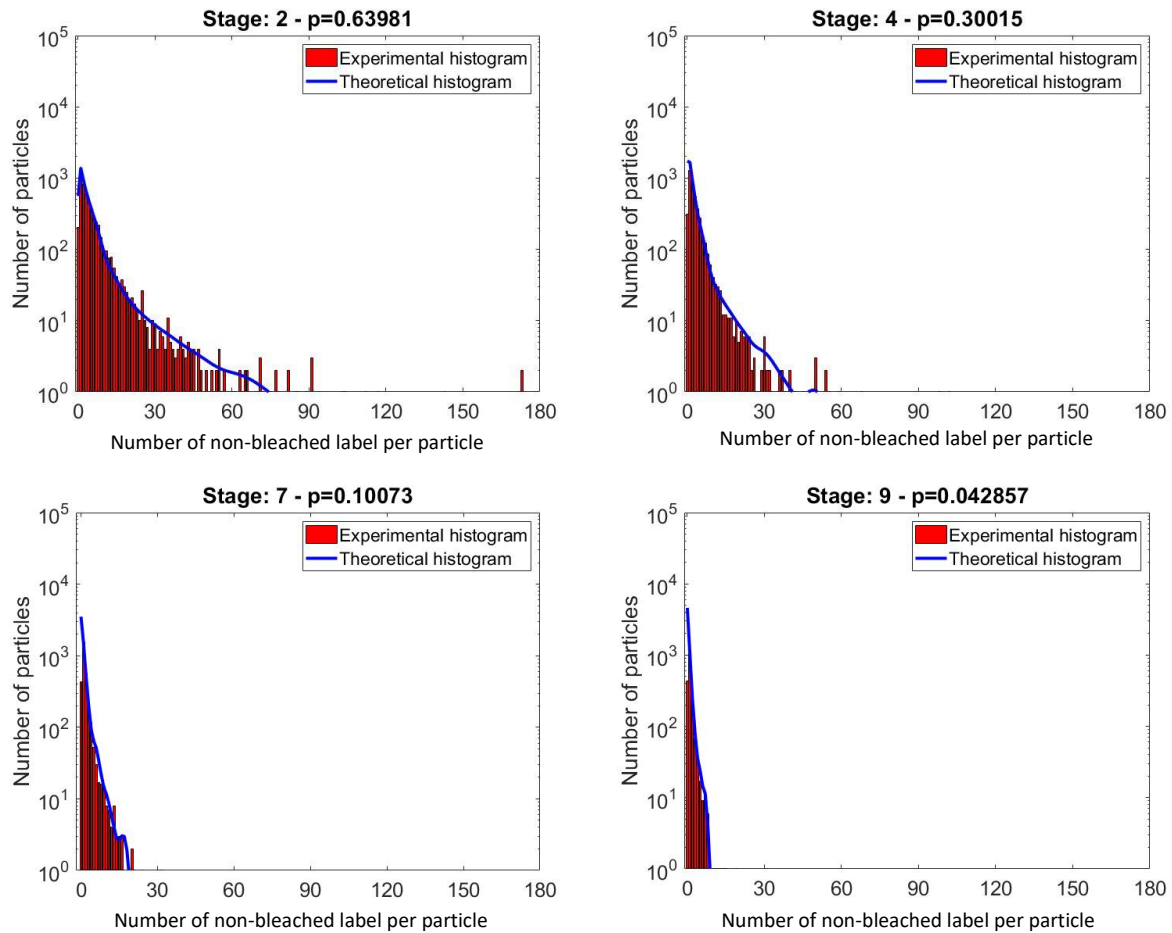 Stage: 2 - p=0.63981
10^5
10^4
10^3
10^2
10^1
10^0
Number of particles
Experimental histogram
Theoretical histogram
0 30 60 90 120 150 180
Number of non-bleached label per particle
Stage: 4 - p=0.30015
10^5
10^4
10^3
10^2
10^1
10^0
Number of particles
Experimental histogram
Theoretical histogram
0 30 60 90 120 150 180
Number of non-bleached label per particle
Stage: 7 - p=0.10073
10^5
10^4
10^3
10^2
10^1
10^0
Number of particles
Experimental histogram
Theoretical histogram
0 30 60 90 120 150 180
Number of non-bleached label per particle
Stage: 9 - p=0.042857
10^5
10^4
10^3
10^2
10^1
10^0
Number of particles
Experimental histogram
Theoretical histogram
0 30 60 90 120 150 180
Number of non-bleached label per particle